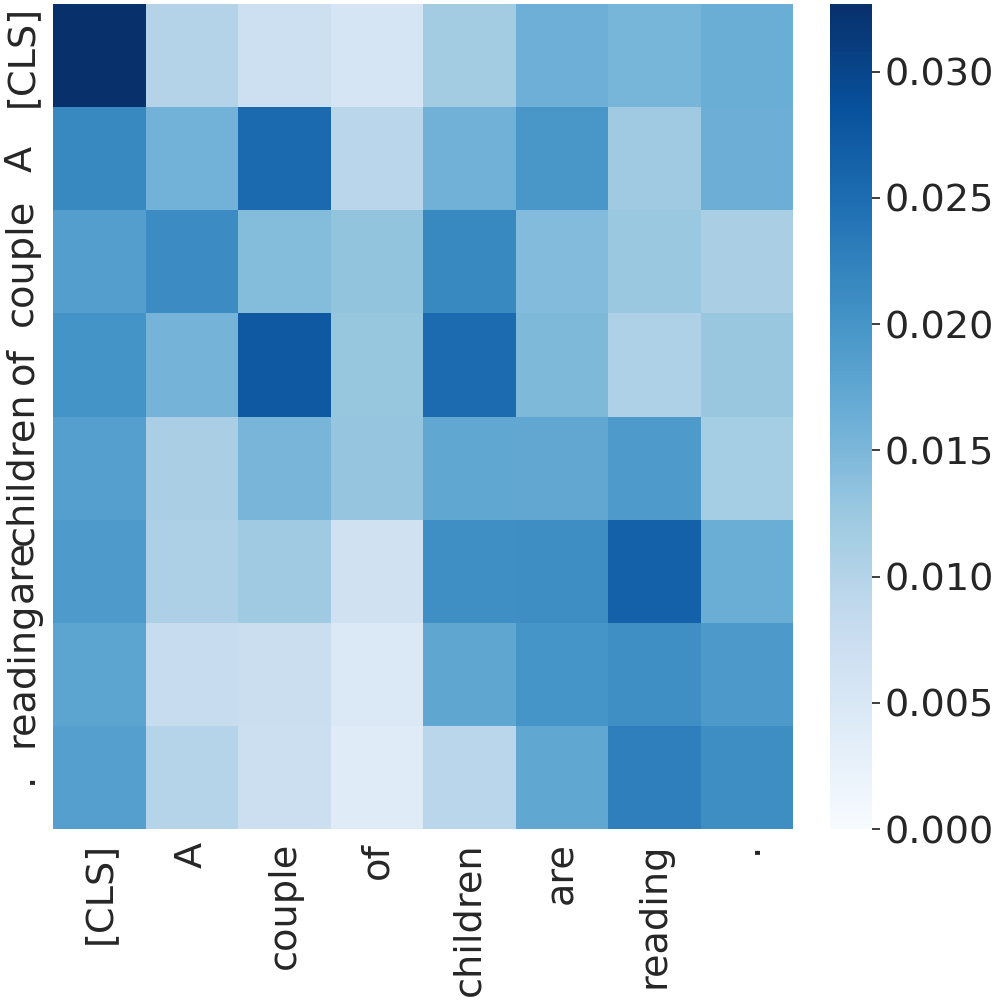 [CLS]
A
couple
of
children
are
reading
.
0.030
0.025
0.020
0.015
0.010
0.005
0.000
[CLS]
A
couple
of
children
are
reading
.